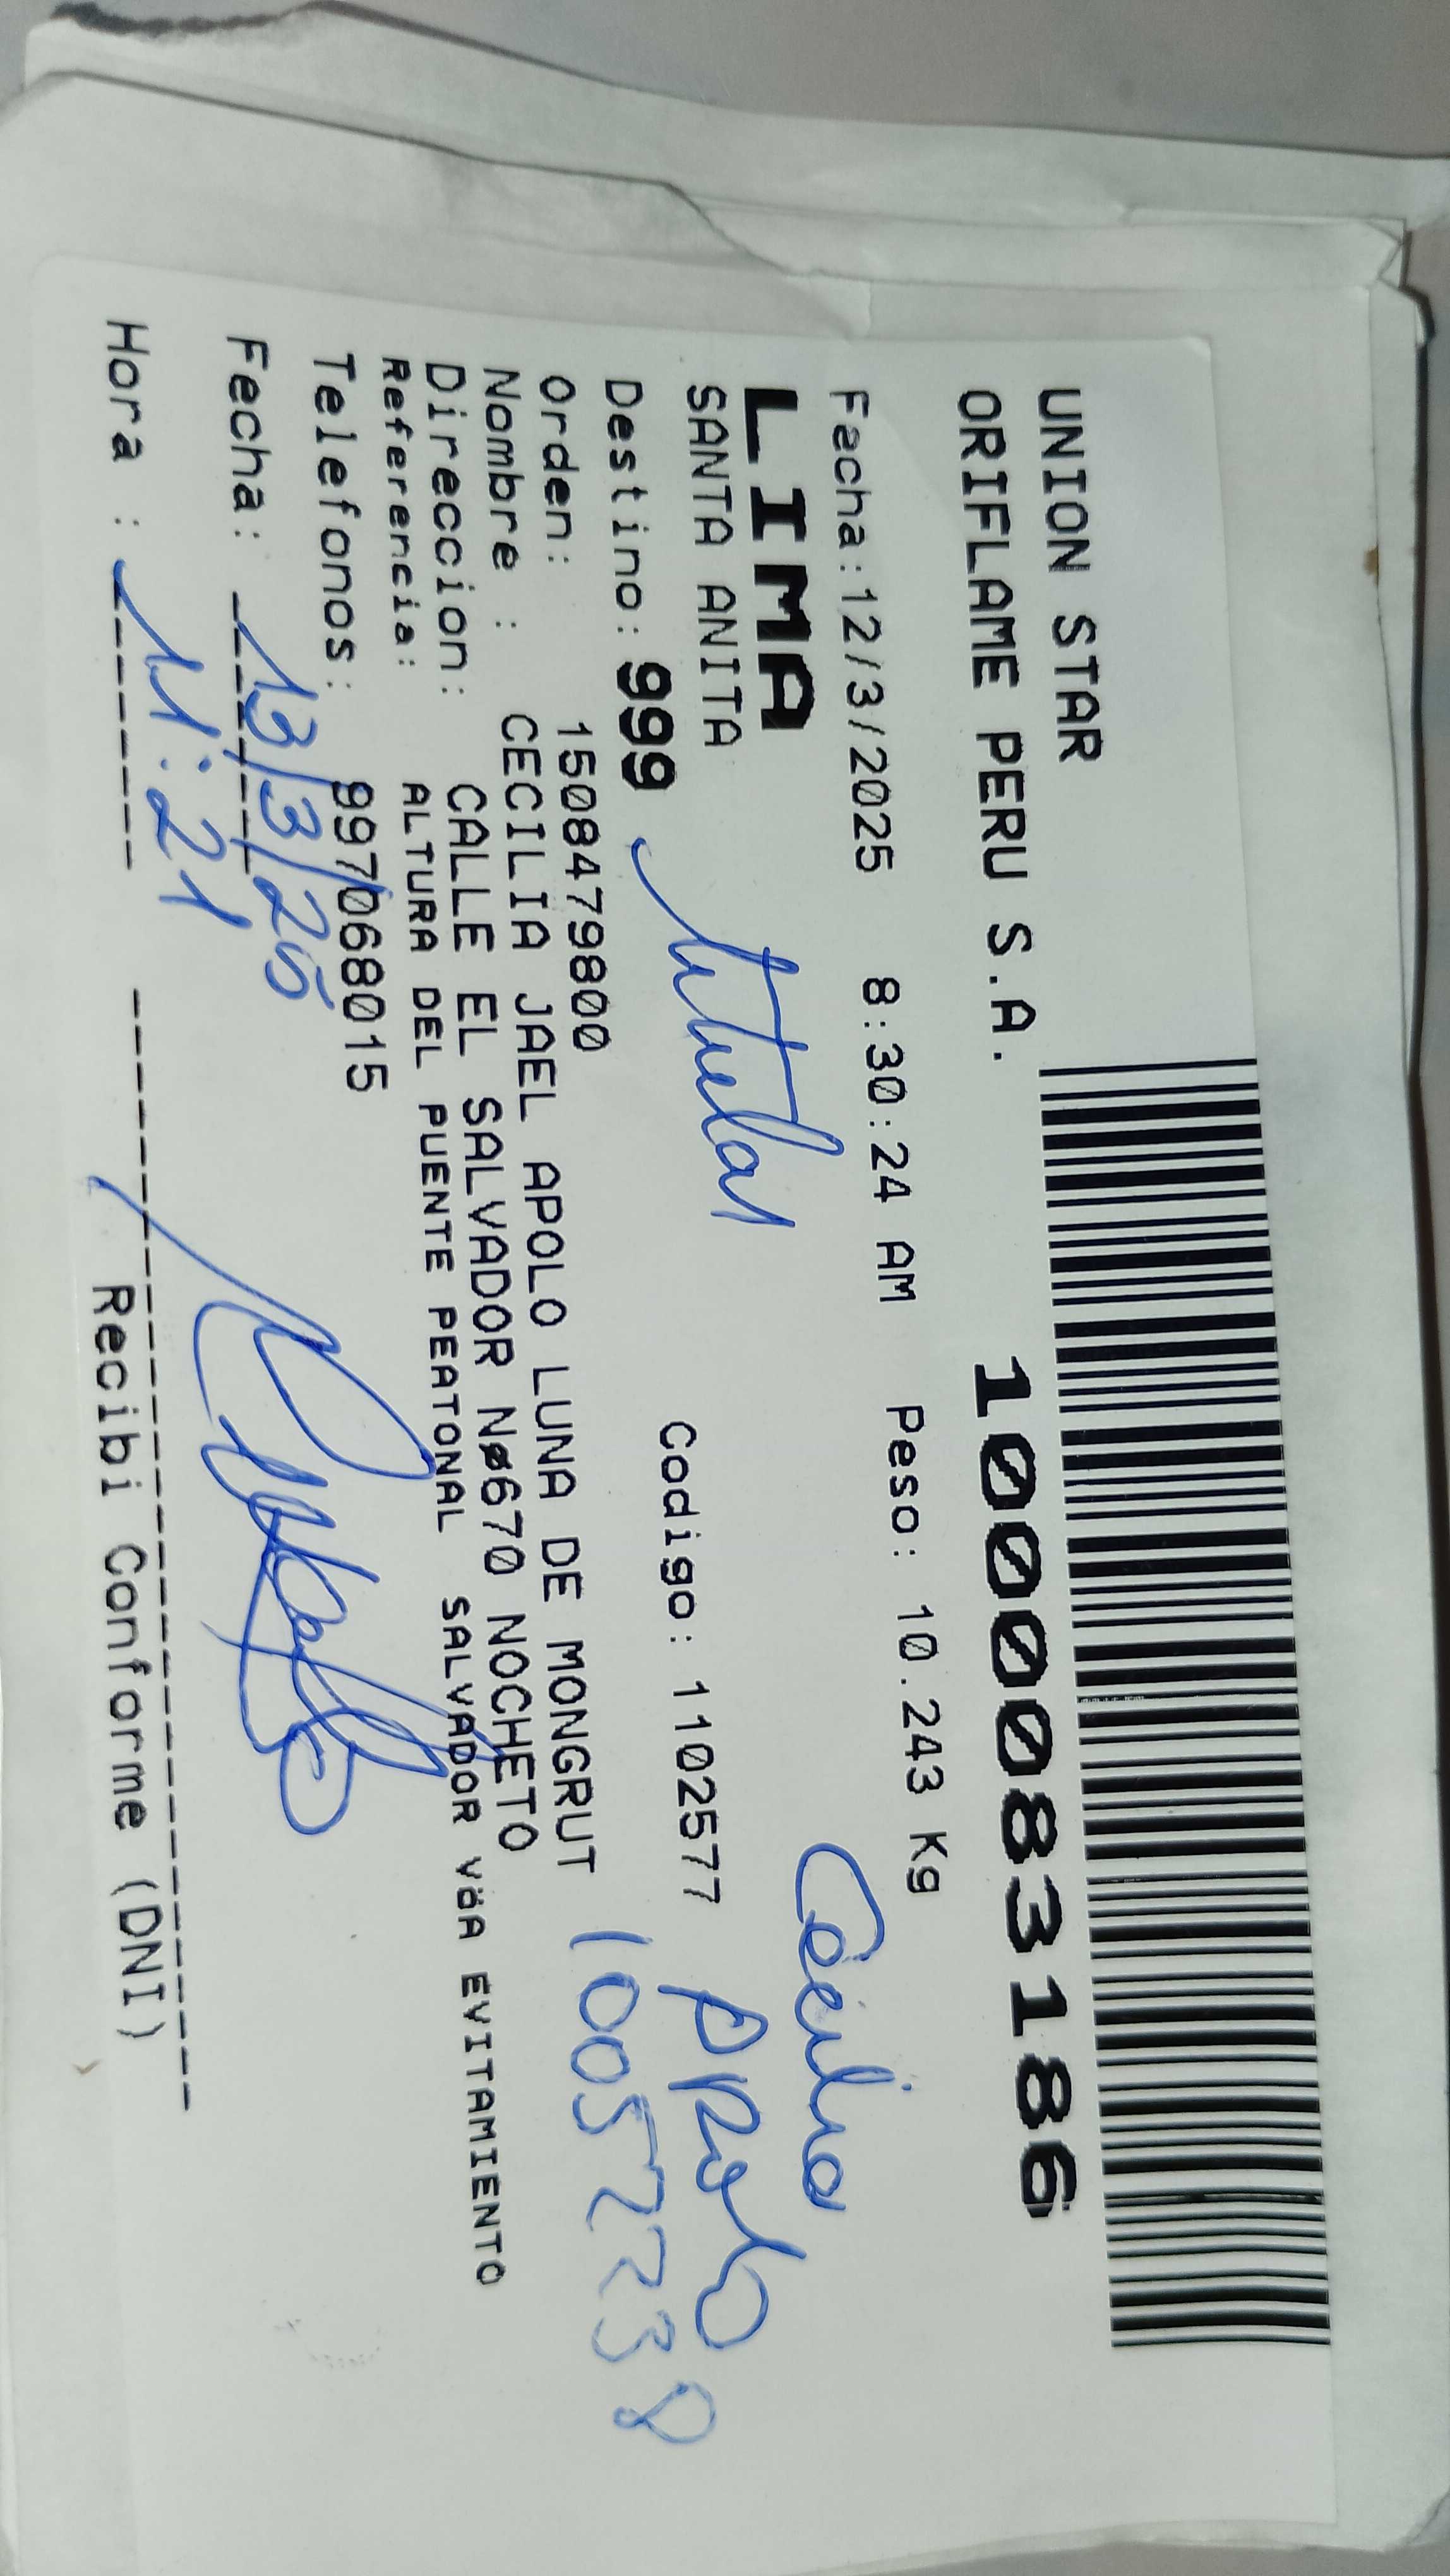 UNION STAR
ORIFLAME PERU S.A. 1000083186
Fecha:12/3/2025 8:30:24 AM Peso: 10.243 Kg
LIMA
SANTA ANITA
Cecilia
Destino: 999 titular Codigo: 1102577 Apolo
Orden: 1508479800
10057238
Nombre : CECILIA JAEL APOLO LUNA DE MONGRUT
Direccion: CALLE EL SALVADOR Nø670 NOCHETO
Referencia: ALTURA DEL PUENTE PEATONAL SALVADOR VöA EVITAMIENTO
Telefonos: 997068015
Fecha: 13/3/25
Hora : 11:21
Recibi Conforme (DNI)